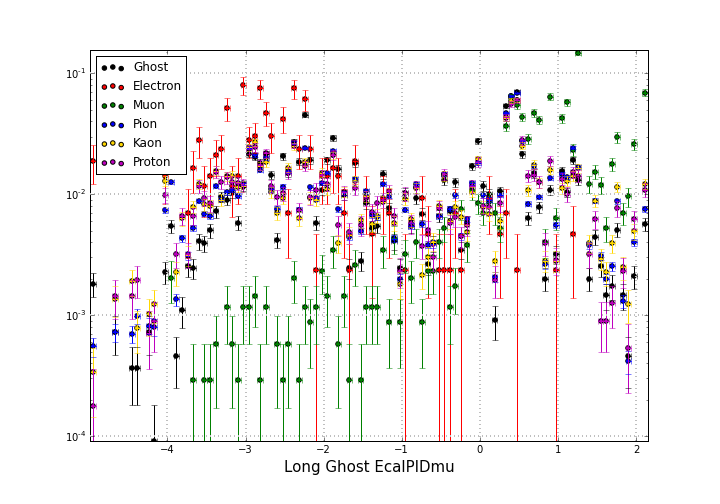 10⁻¹
10⁻²
10⁻³
10⁻⁴
Ghost
Electron
Muon
Pion
Kaon
Proton
−4 −3 −2 −1 0 1 2
Long Ghost EcalPIDmu